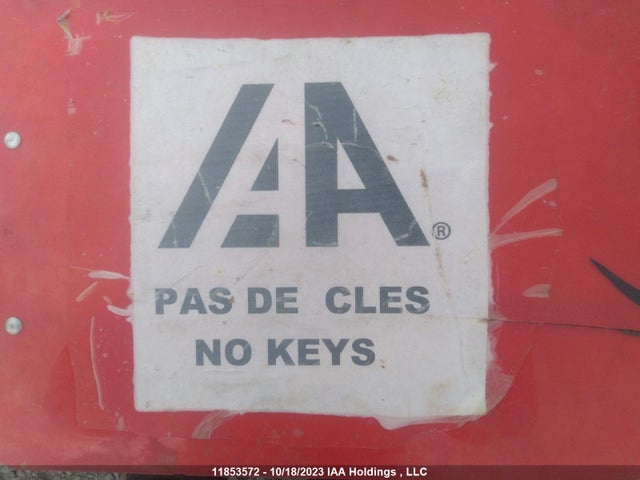 IAA®
PAS DE CLES
NO KEYS
11853572 - 10/18/2023 IAA Holdings , LLC